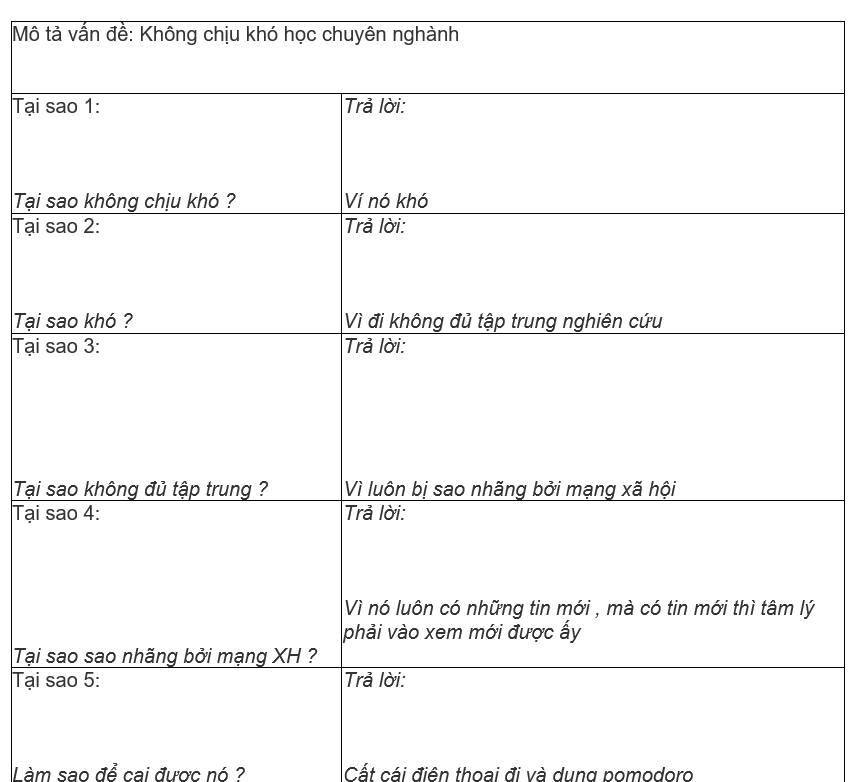 Mô tả vấn đề: Không chịu khó học chuyên nghành
Tại sao 1:
Trả lời:
Tại sao không chịu khó ?
Ví nó khó
Tại sao 2:
Trả lời:
Tại sao khó ?
Vì đi không đủ tập trung nghiên cứu
Tại sao 3:
Trả lời:
Tại sao không đủ tập trung ?
Vì luôn bị sao nhãng bởi mạng xã hội
Tại sao 4:
Trả lời:
Vì nó luôn có những tin mới , mà có tin mới thì tâm lý
phải vào xem mới được ấy
Tại sao sao nhãng bởi mạng XH ?
Tại sao 5:
Trả lời:
Làm sao để cai được nó ?
Cất cái điện thoại đi và dung pomodoro